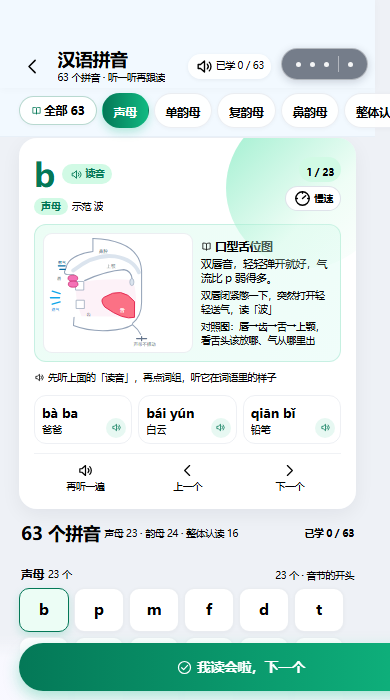 汉语拼音
63 个拼音 · 听一听再跟读
已学 0 / 63
全部 63
声母
单韵母
复韵母
鼻韵母
整体认
b
读音
1 / 23
声母 示范 波
慢速
口型舌位图
双唇音，轻轻弹开就好，气
流比 p 弱得多。
双唇闭紧憋一下，突然打开轻
轻送气，读「波」
对照图：唇→齿→舌→上颚，
看舌头该放哪、气从哪里出
先听上面的「读音」，再点词组，听它在词语里的样子
bà ba
爸爸
bái yún
白云
qiān bǐ
铅笔
再听一遍
上一个
下一个
63 个拼音 声母 23 · 韵母 24 · 整体认读 16
已学 0 / 63
声母 23 个
23 个 · 音节的开头
b
p
m
f
d
t
我读会啦，下一个